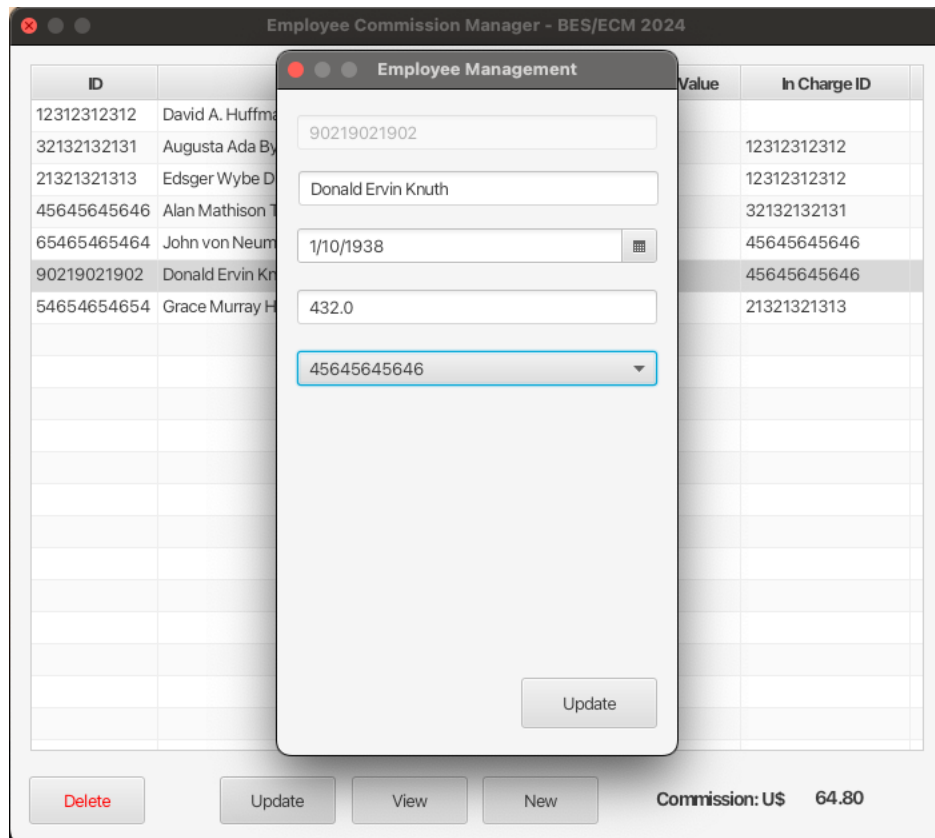 Employee Commission Manager - BES/ECM 2024
Employee Management
ID Value In Charge ID
12312312312 David A. Huffma
32132132131 Augusta Ada By 12312312312
21321321313 Edsger Wybe D 12312312312
45645645646 Alan Mathison T 32132132131
65465465464 John von Neum 45645645646
90219021902 Donald Ervin Kn 45645645646
54654654654 Grace Murray H 21321321313
90219021902
Donald Ervin Knuth
1/10/1938
432.0
45645645646
Update
Delete Update View New Commission: U$ 64.80